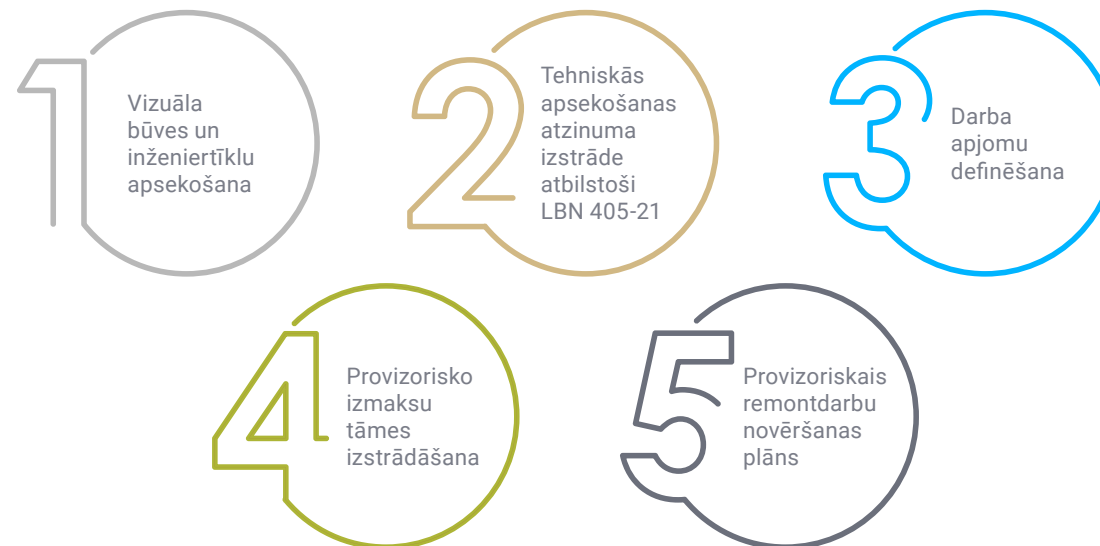 1
Vizuāla
būves un
inženiertīklu
apsekošana
2
Tehniskās
apsekošanas
atzinuma
izstrāde
atbilstoši
LBN 405-21
3
Darba
apjomu
definēšana
4
Provizorisko
izmaksu
tāmes
izstrādāšana
5
Provizoriskais
remontdarbu
novēršanas
plāns